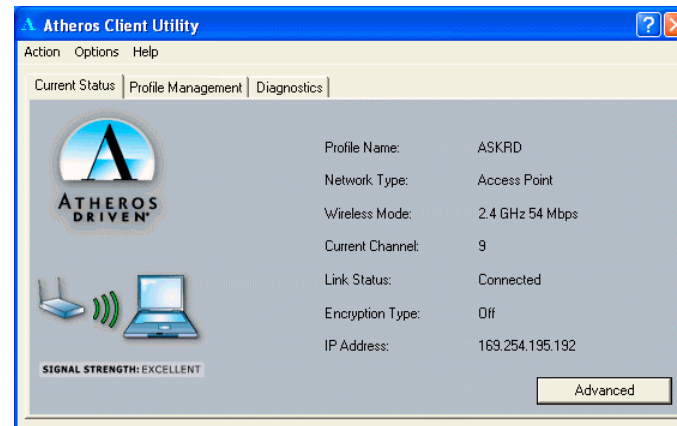 Atheros Client Utility
Action Options Help
Current Status Profile Management Diagnostics
ATHEROS
DRIVEN
Profile Name: ASKRD
Network Type: Access Point
Wireless Mode: 2.4 GHz 54 Mbps
Current Channel: 9
Link Status: Connected
Encryption Type: Off
IP Address: 169.254.195.192
SIGNAL STRENGTH: EXCELLENT
Advanced